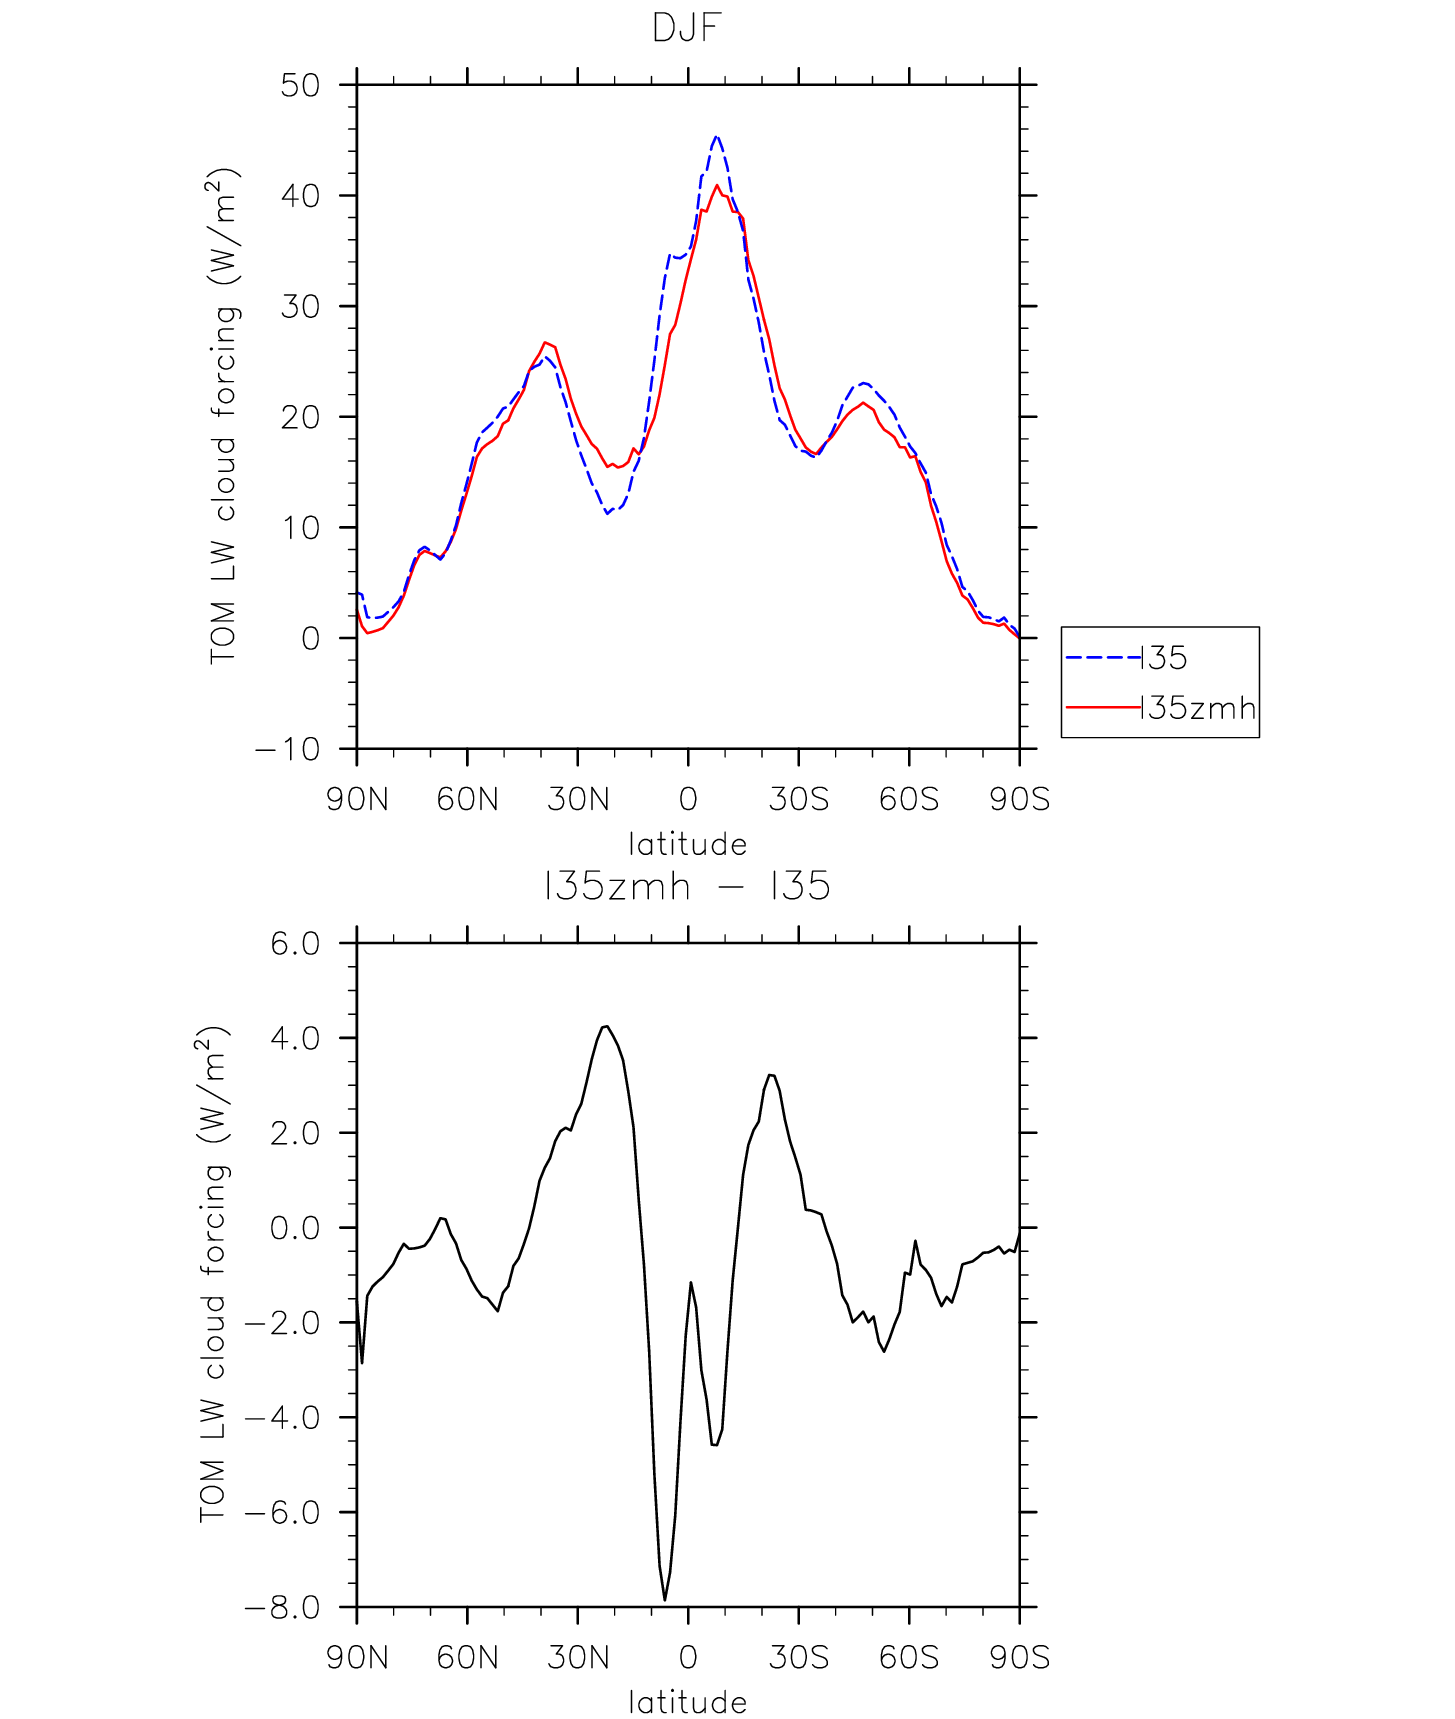 DJF
TOM LW cloud forcing (W/m²)
50
40
30
20
10
0
−10
90N 60N 30N 0 30S 60S 90S
latitude
I35
I35zmh
I35zmh − I35
TOM LW cloud forcing (W/m²)
6.0
4.0
2.0
0.0
−2.0
−4.0
−6.0
−8.0
90N 60N 30N 0 30S 60S 90S
latitude